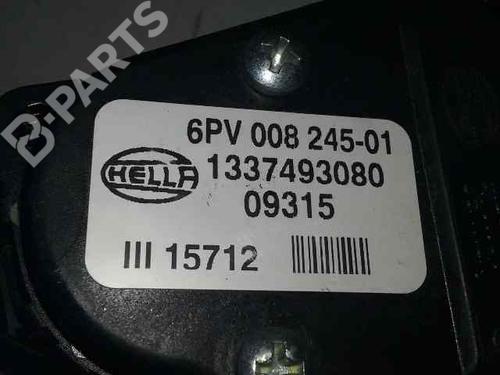 B-PARTS
6PV 008 245-01
HELLA
1337493080
09315
III 15712